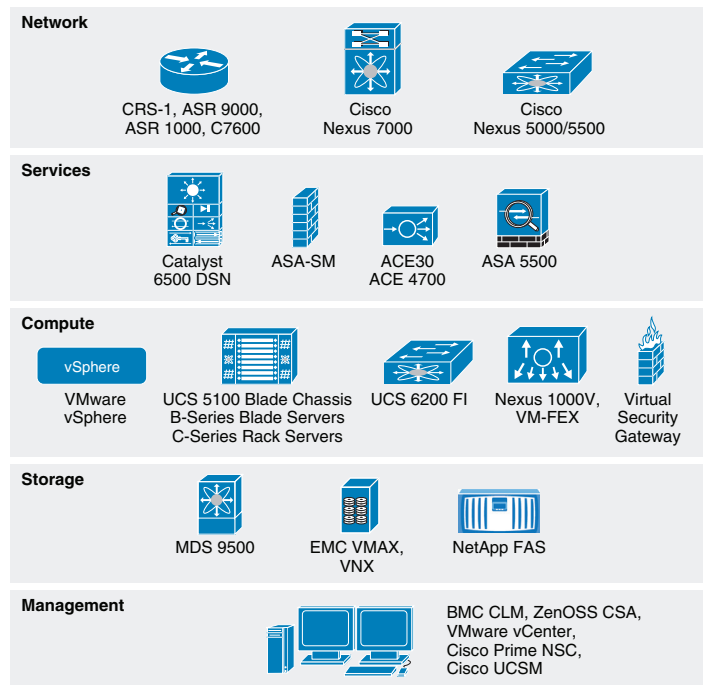 Network
CRS-1, ASR 9000,
ASR 1000, C7600
Cisco
Nexus 7000
Cisco
Nexus 5000/5500
Services
Catalyst
6500 DSN
ASA-SM
ACE30
ACE 4700
ASA 5500
Compute
vSphere
VMware
vSphere
UCS 5100 Blade Chassis
B-Series Blade Servers
C-Series Rack Servers
UCS 6200 FI
Nexus 1000V,
VM-FEX
Virtual
Security
Gateway
Storage
MDS 9500
EMC VMAX,
VNX
NetApp FAS
Management
BMC CLM, ZenOSS CSA,
VMware vCenter,
Cisco Prime NSC,
Cisco UCSM